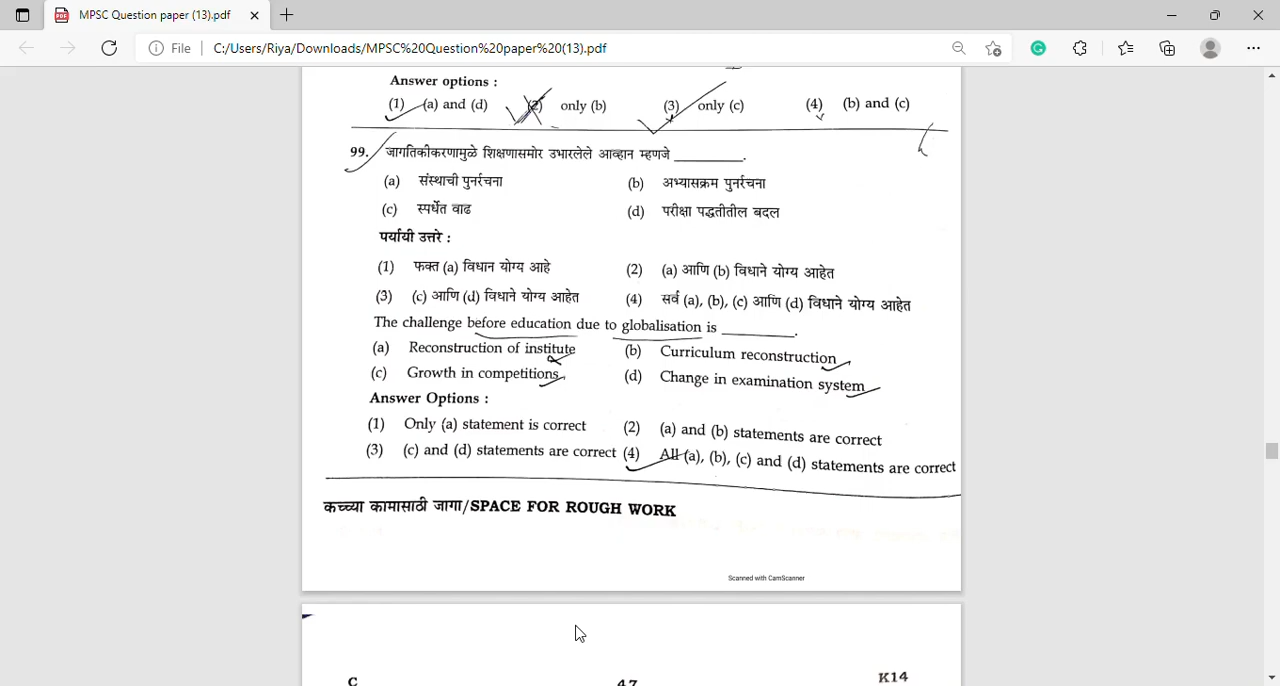 MPSC Question paper (13).pdf
File C:/Users/Riya/Downloads/MPSC%20Question%20paper%20(13).pdf
Answer options :
(1) (a) and (d) (2) only (b) (3) only (c) (4) (b) and (c)
99. जागतिकीकरणामुळे शिक्षणासमोर उभारलेले आव्हान म्हणजे ________.
(a) संस्थाची पुनर्रचना (b) अभ्यासक्रम पुनर्रचना
(c) स्पर्धेत वाढ (d) परीक्षा पद्धतीतील बदल
पर्यायी उत्तरे :
(1) फक्त (a) विधान योग्य आहे (2) (a) आणि (b) विधाने योग्य आहेत
(3) (c) आणि (d) विधाने योग्य आहेत (4) सर्व (a), (b), (c) आणि (d) विधाने योग्य आहेत
The challenge before education due to globalisation is ________.
(a) Reconstruction of institute (b) Curriculum reconstruction
(c) Growth in competitions (d) Change in examination system
Answer Options :
(1) Only (a) statement is correct (2) (a) and (b) statements are correct
(3) (c) and (d) statements are correct (4) All (a), (b), (c) and (d) statements are correct
कच्च्या कामासाठी जागा/SPACE FOR ROUGH WORK
Scanned with CamScanner
C 47 K14